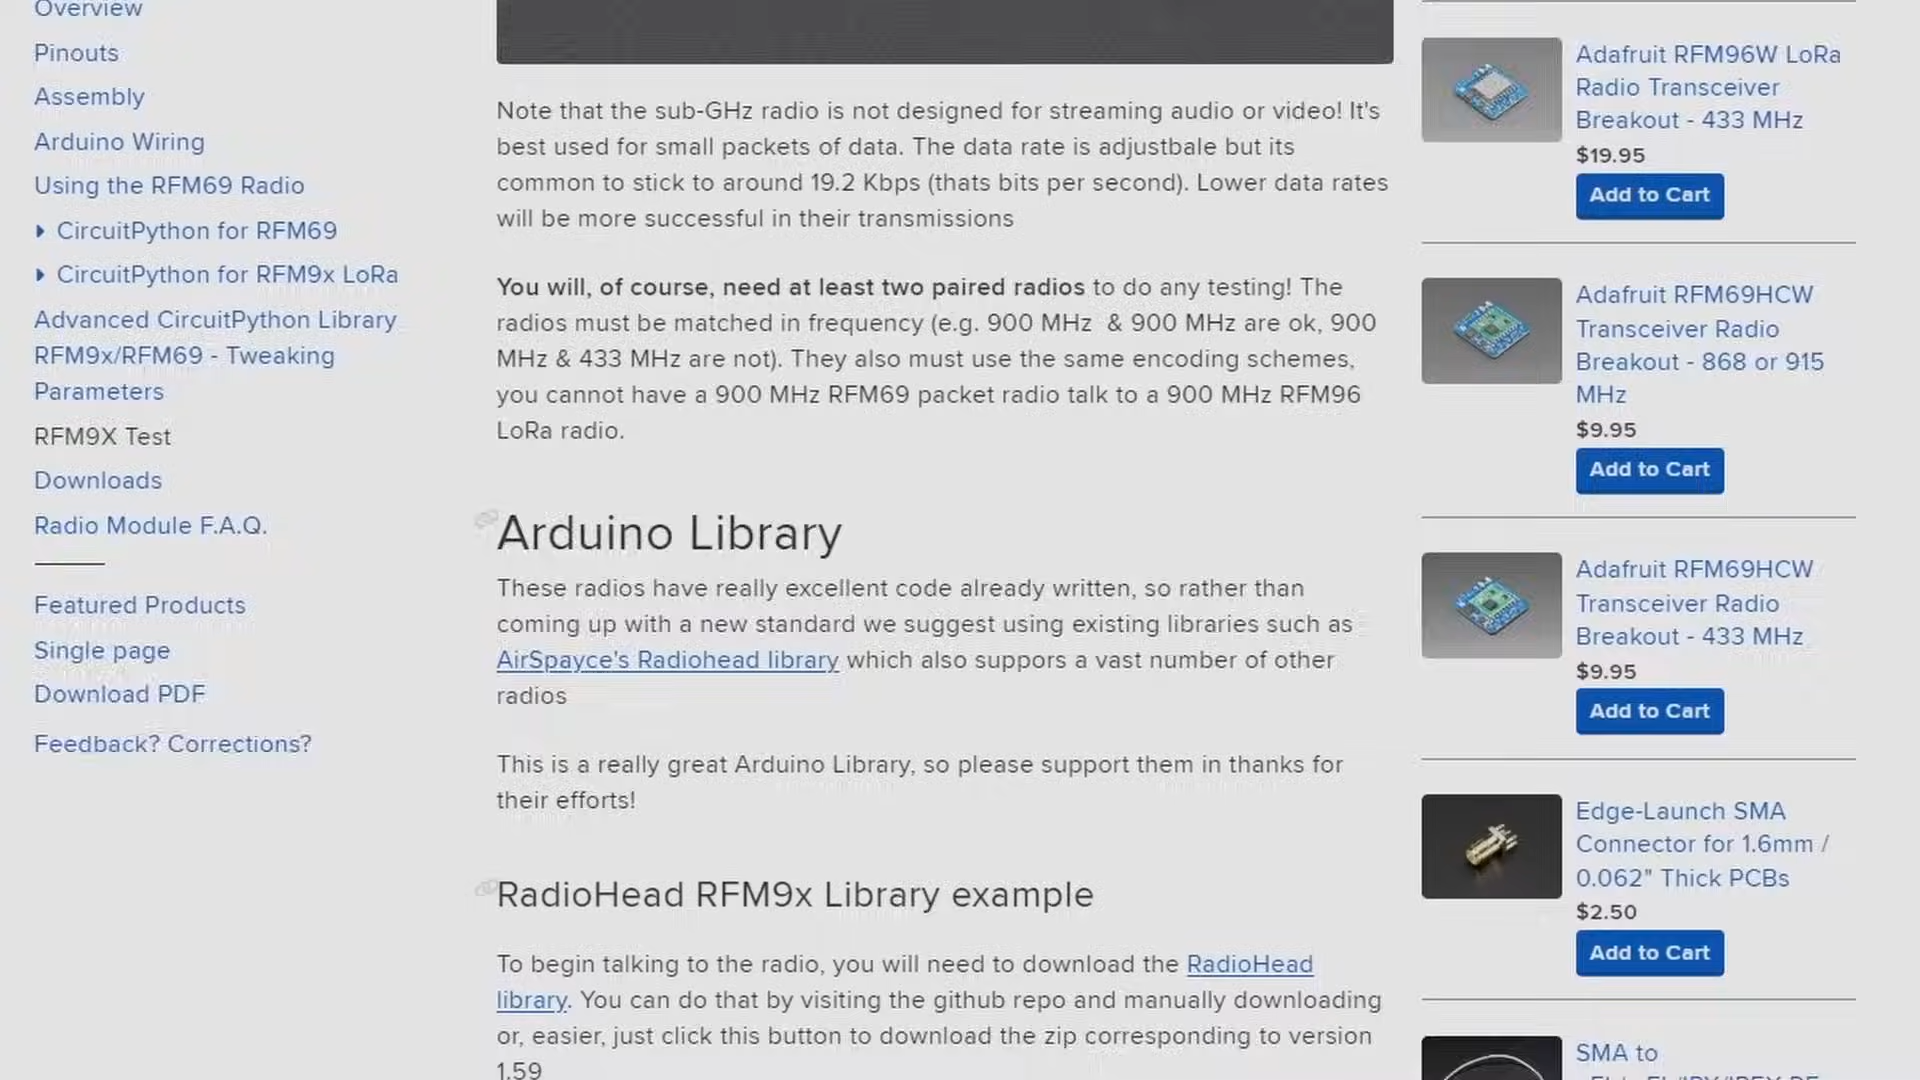 Overview
Pinouts
Assembly
Arduino Wiring
Using the RFM69 Radio
CircuitPython for RFM69
CircuitPython for RFM9x LoRa
Advanced CircuitPython Library
RFM9x/RFM69 - Tweaking
Parameters
RFM9X Test
Downloads
Radio Module F.A.Q.
Featured Products
Single page
Download PDF
Feedback? Corrections?
Note that the sub-GHz radio is not designed for streaming audio or video! It's
best used for small packets of data. The data rate is adjustbale but its
common to stick to around 19.2 Kbps (thats bits per second). Lower data rates
will be more successful in their transmissions
You will, of course, need at least two paired radios to do any testing! The
radios must be matched in frequency (e.g. 900 MHz & 900 MHz are ok, 900
MHz & 433 MHz are not). They also must use the same encoding schemes,
you cannot have a 900 MHz RFM69 packet radio talk to a 900 MHz RFM96
LoRa radio.
Arduino Library
These radios have really excellent code already written, so rather than
coming up with a new standard we suggest using existing libraries such as
AirSpayce's Radiohead library which also suppors a vast number of other
radios
This is a really great Arduino Library, so please support them in thanks for
their efforts!
RadioHead RFM9x Library example
To begin talking to the radio, you will need to download the RadioHead
library. You can do that by visiting the github repo and manually downloading
or, easier, just click this button to download the zip corresponding to version
1.59
Adafruit RFM96W LoRa
Radio Transceiver
Breakout - 433 MHz
$19.95
Add to Cart
Adafruit RFM69HCW
Transceiver Radio
Breakout - 868 or 915
MHz
$9.95
Add to Cart
Adafruit RFM69HCW
Transceiver Radio
Breakout - 433 MHz
$9.95
Add to Cart
Edge-Launch SMA
Connector for 1.6mm /
0.062" Thick PCBs
$2.50
Add to Cart
SMA to